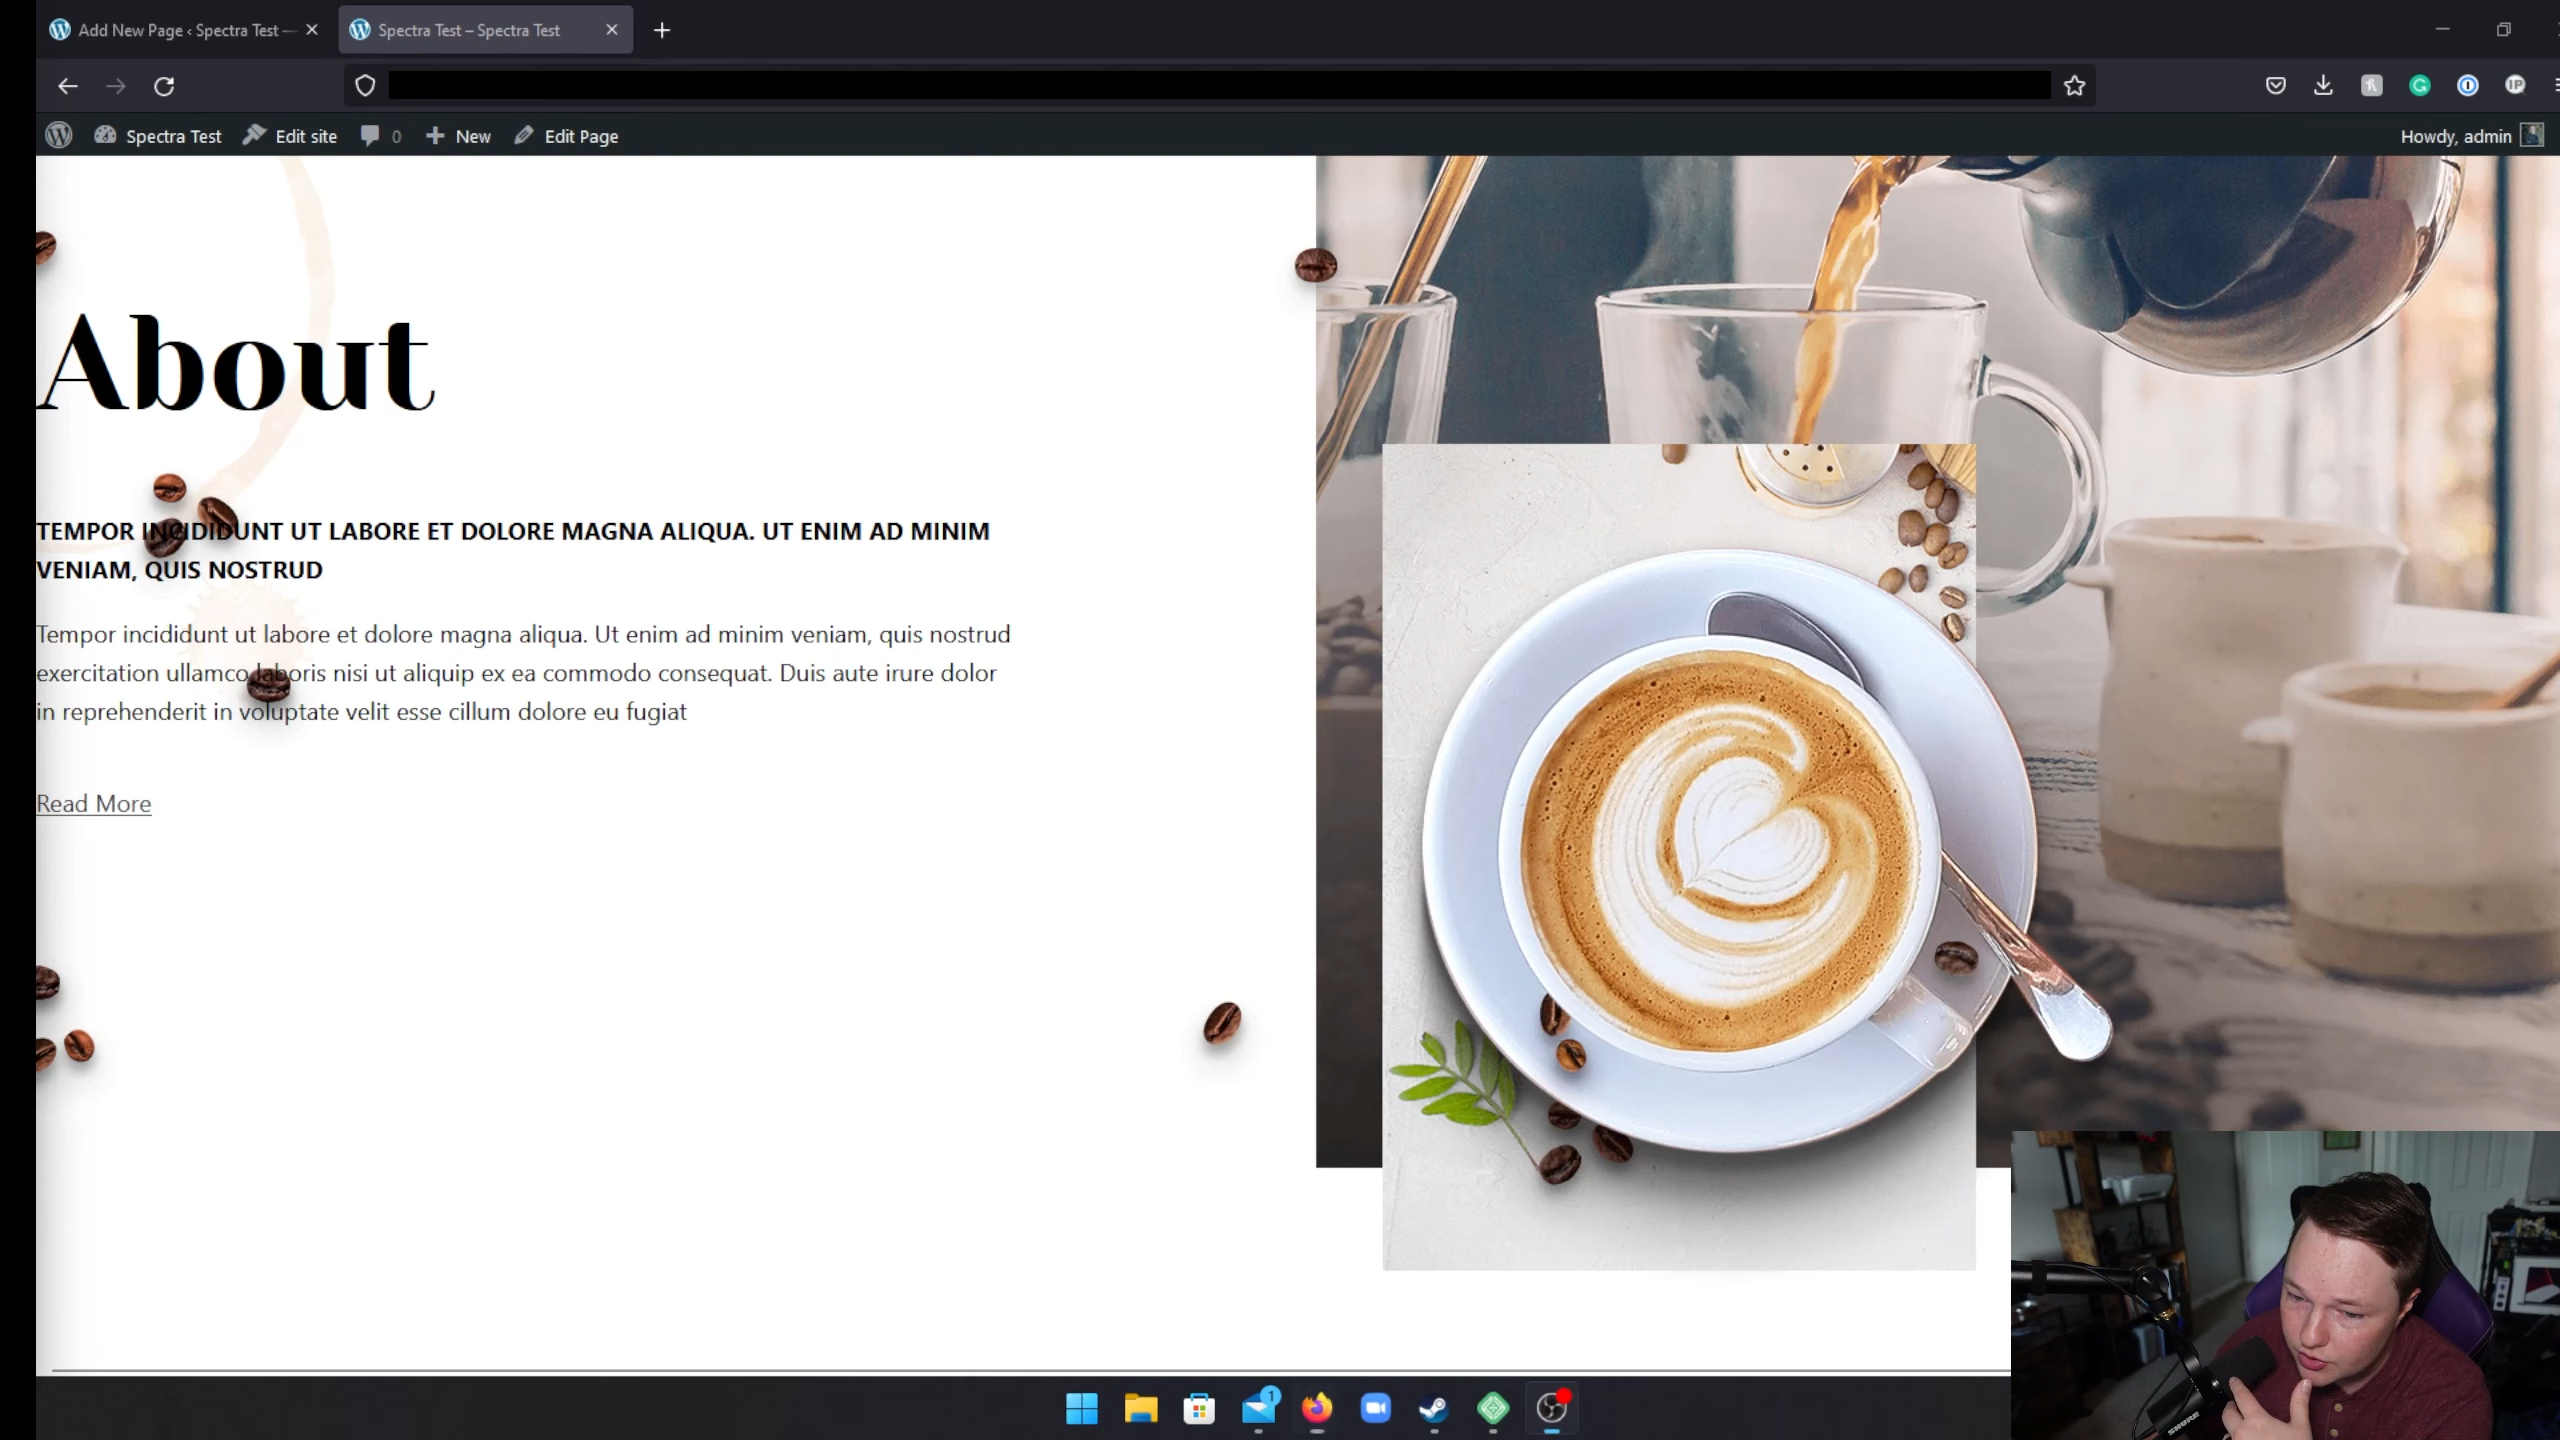 Add New Page ‹ Spectra Test —
Spectra Test – Spectra Test
Spectra Test
Edit site
0
New
Edit Page
Howdy, admin
About
TEMPOR INCIDIDUNT UT LABORE ET DOLORE MAGNA ALIQUA. UT ENIM AD MINIM
VENIAM, QUIS NOSTRUD
Tempor incididunt ut labore et dolore magna aliqua. Ut enim ad minim veniam, quis nostrud
exercitation ullamco laboris nisi ut aliquip ex ea commodo consequat. Duis aute irure dolor
in reprehenderit in voluptate velit esse cillum dolore eu fugiat
Read More
1
SHURE
IP